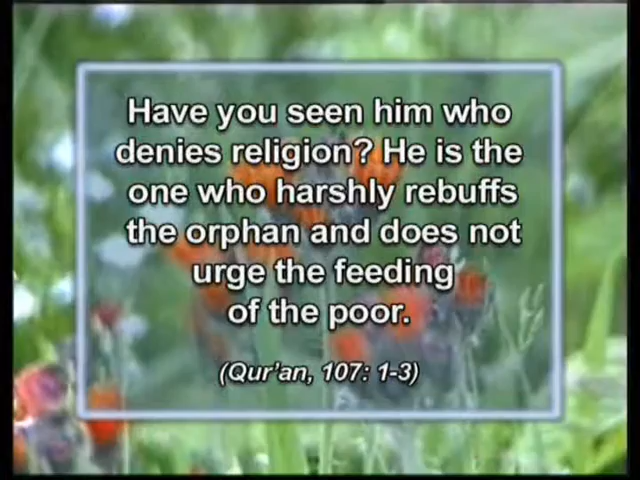 Have you seen him who
denies religion? He is the
one who harshly rebuffs
the orphan and does not
urge the feeding
of the poor.
(Qur'an, 107: 1-3)